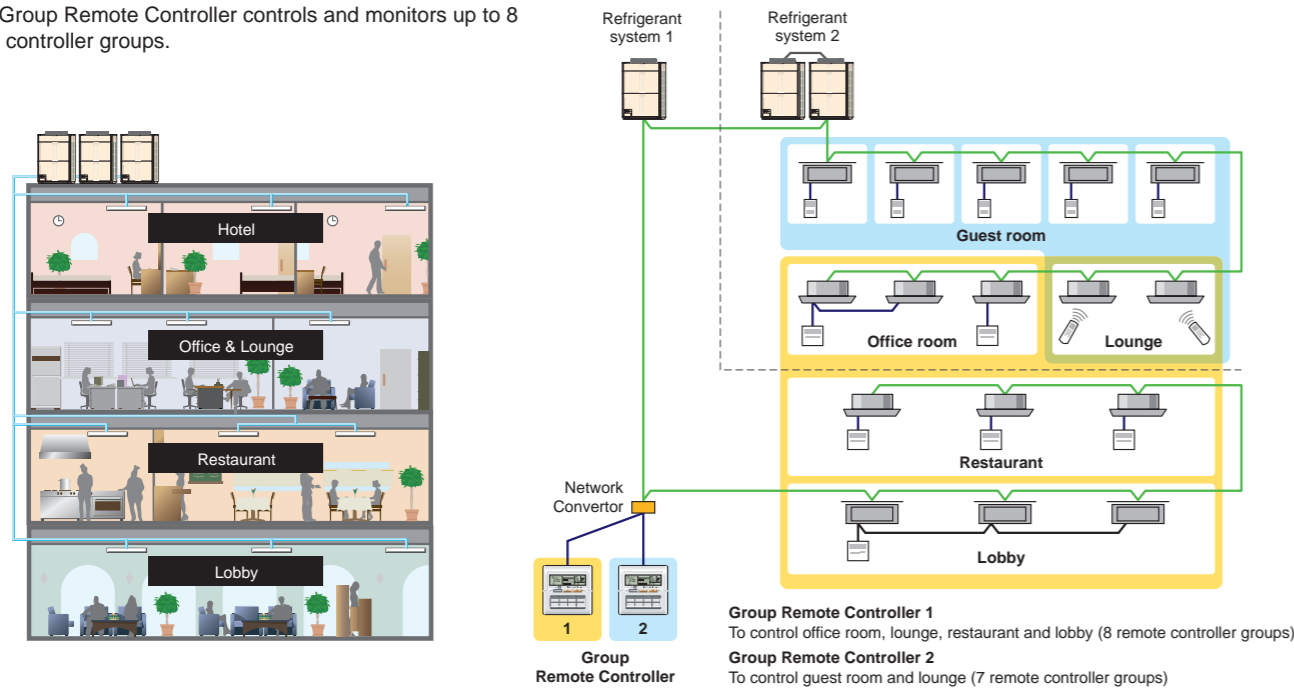 Group Remote Controller controls and monitors up to 8
controller groups.
Hotel
Office & Lounge
Restaurant
Lobby
Refrigerant
system 1
Refrigerant
system 2
Guest room
Office room
Lounge
Restaurant
Lobby
Network
Convertor
1
2
Group
Remote Controller
Group Remote Controller 1
To control office room, lounge, restaurant and lobby (8 remote controller groups)
Group Remote Controller 2
To control guest room and lounge (7 remote controller groups)